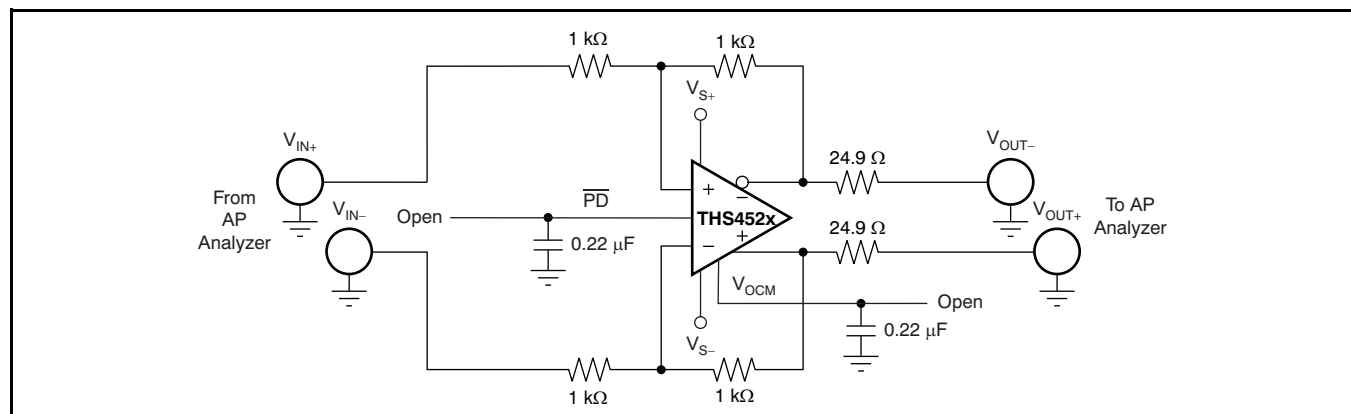 1 kΩ
1 kΩ
V_S+
V_IN+
V_OUT−
24.9 Ω
From
AP
Analyzer
V_IN−
Open
PD
+
−
THS452x
−
+
V_OUT+
To AP
Analyzer
24.9 Ω
0.22 μF
V_OCM
Open
V_S−
0.22 μF
1 kΩ
1 kΩ